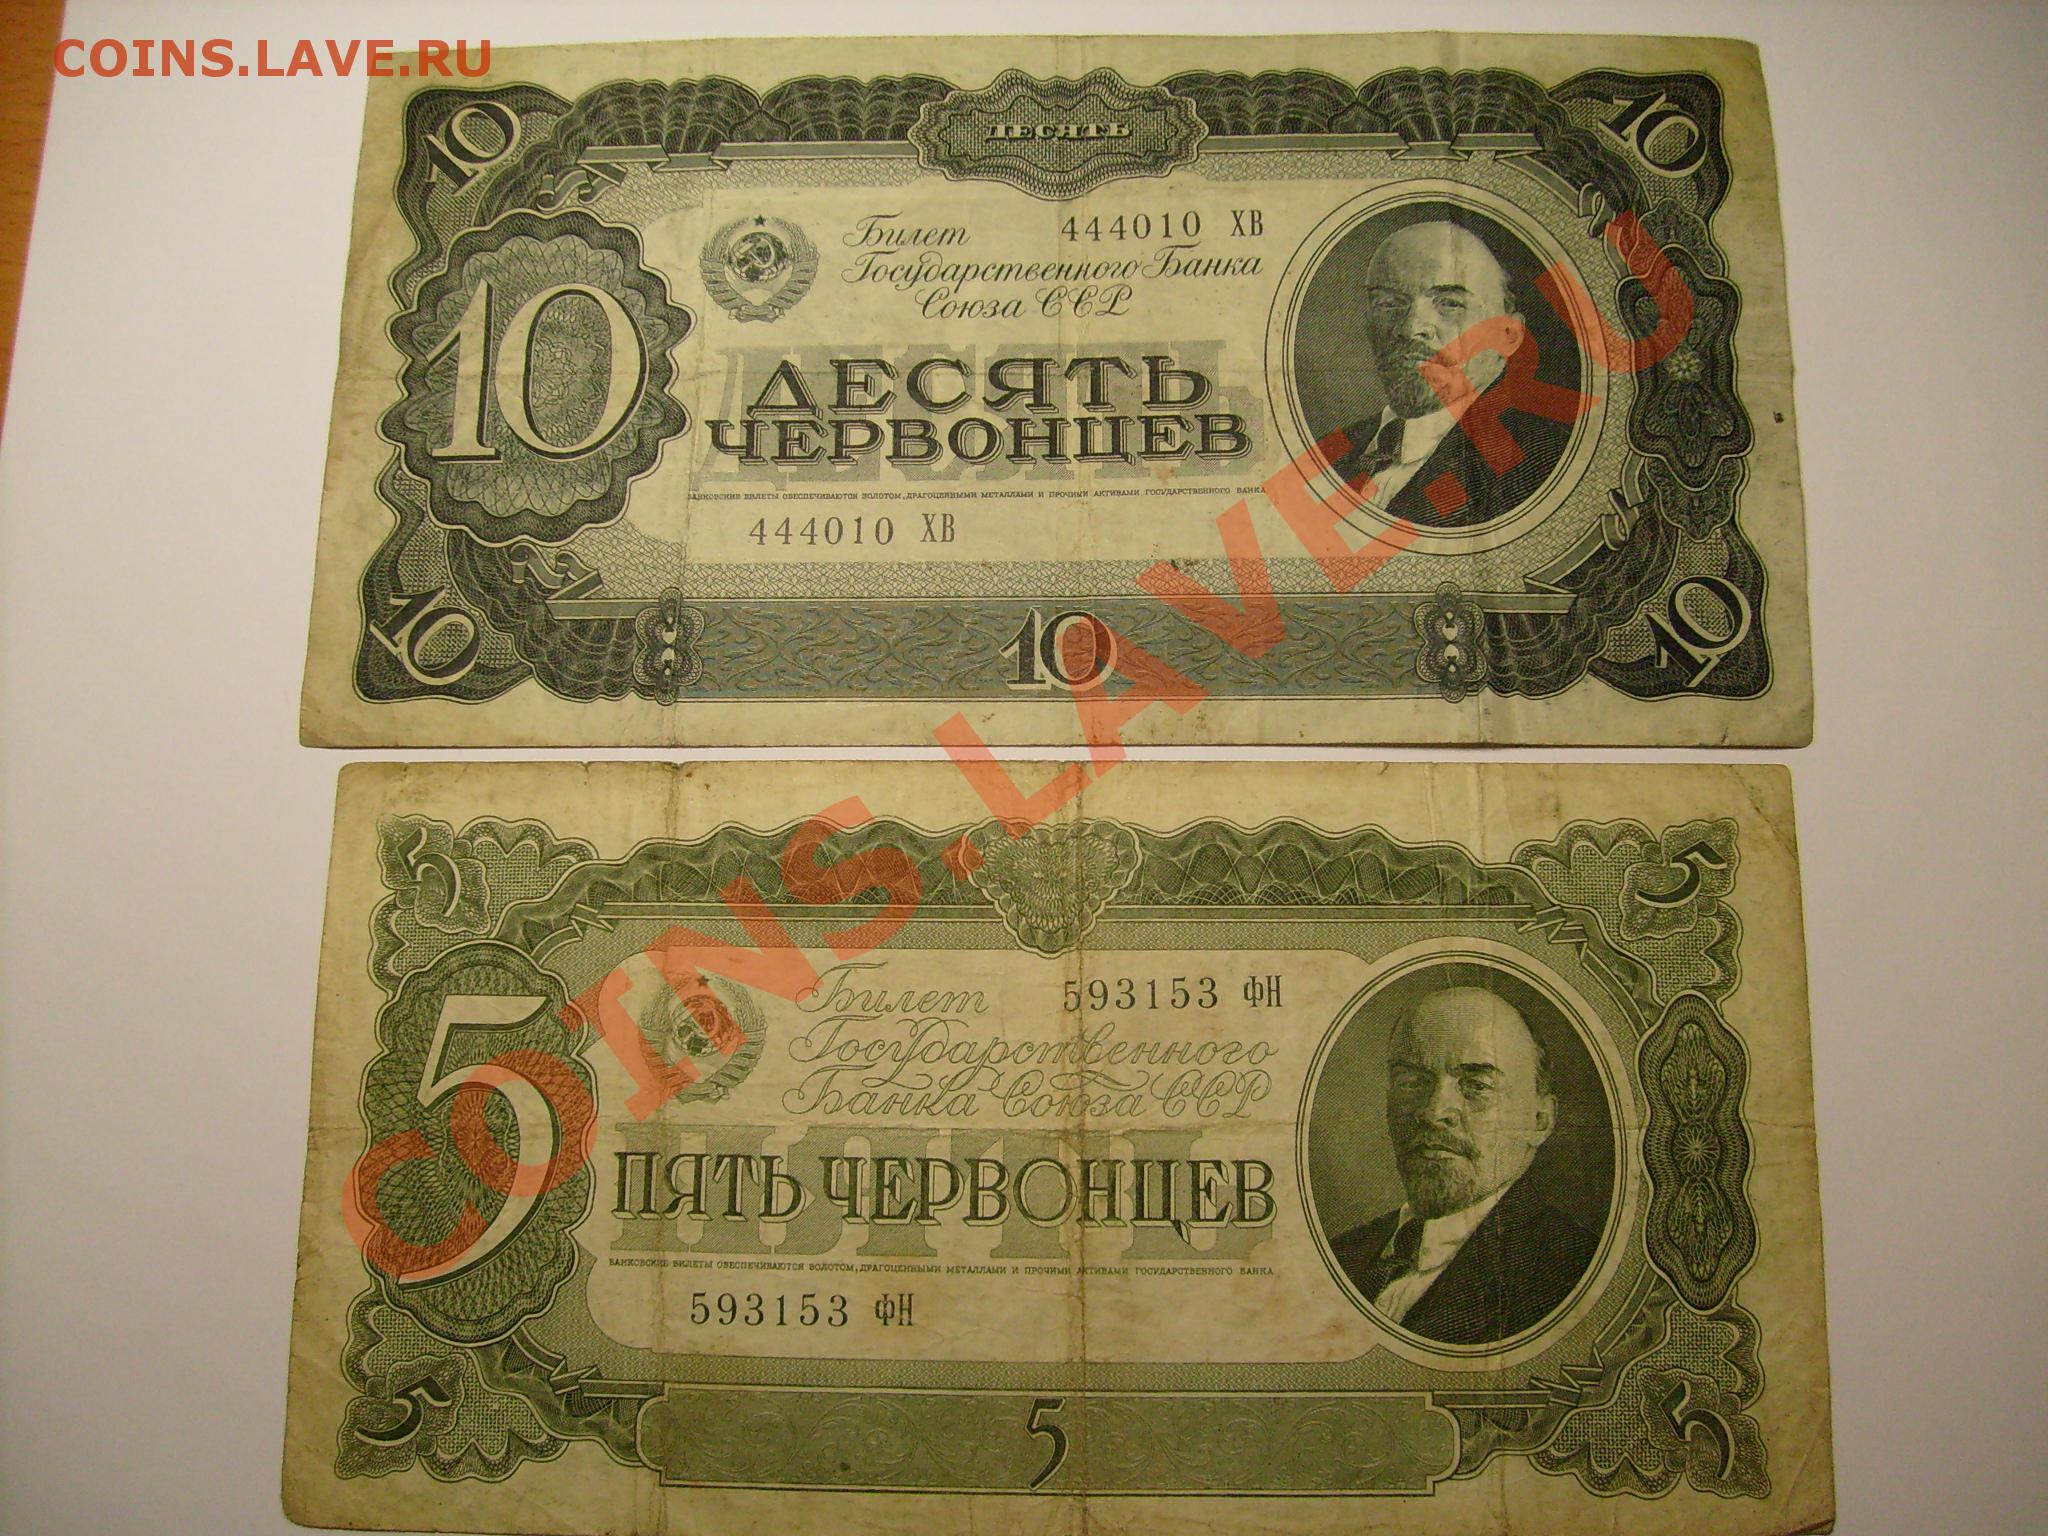 COINS.LAVE.RU
10 ДЕСЯТЬ 10
Билет 444010 ХВ
Государственного Банка
Союза ССР
10
ДЕСЯТЬ
ДЕСЯТЬ
ЧЕРВОНЦЕВ
БАНКОВСКИЕ БИЛЕТЫ ОБЕСПЕЧИВАЮТСЯ ЗОЛОТОМ, ДРАГОЦЕННЫМИ МЕТАЛЛАМИ И ПРОЧИМИ АКТИВАМИ ГОСУДАРСТВЕННОГО БАНКА
444010 ХВ
10 10 10
COINS.LAVE.RU
5 5
Билет 593153 ФН
Государственного
Банка Союза ССР
5
ПЯТЬ
ПЯТЬ ЧЕРВОНЦЕВ
БАНКОВСКИЕ БИЛЕТЫ ОБЕСПЕЧИВАЮТСЯ ЗОЛОТОМ, ДРАГОЦЕННЫМИ МЕТАЛЛАМИ И ПРОЧИМИ АКТИВАМИ ГОСУДАРСТВЕННОГО БАНКА
593153 ФН
5 5 5